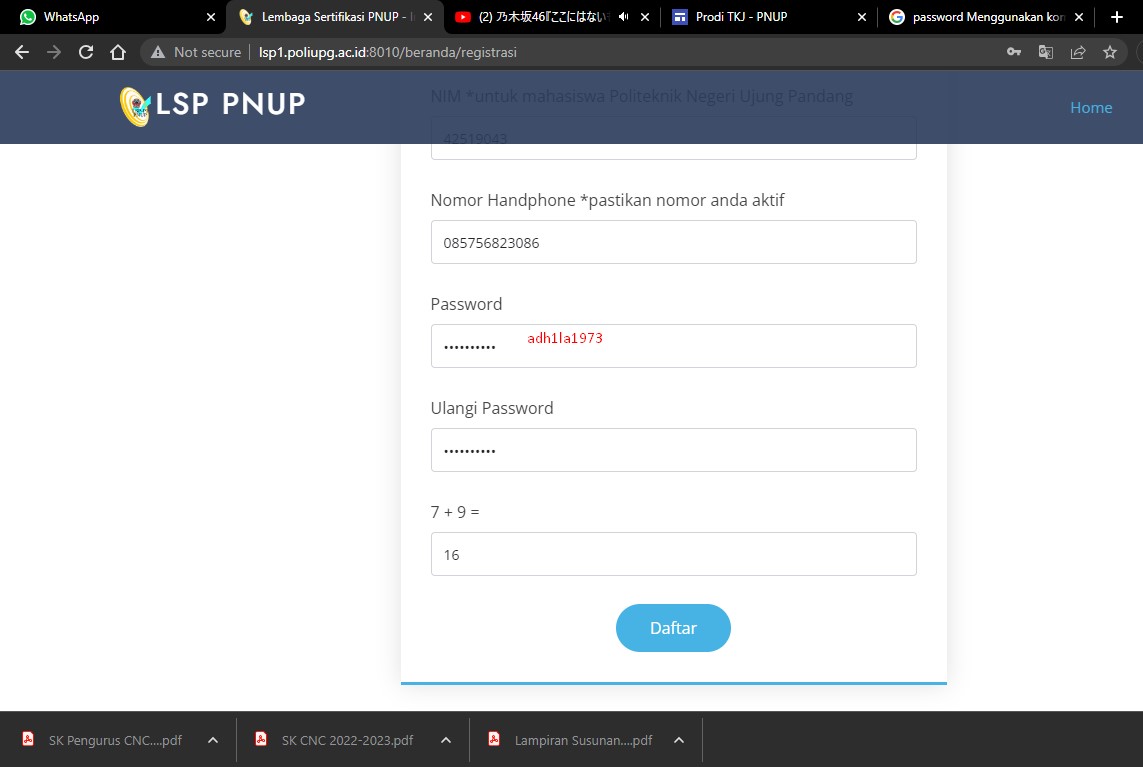 WhatsApp
Lembaga Sertifikasi PNUP -
(2) 乃木坂46『ここにはない
Prodi TKJ - PNUP
password Menggunakan kon
Not secure
lsp1.poliupg.ac.id:8010/beranda/registrasi
LSP PNUP
Home
NIM *untuk mahasiswa Politeknik Negeri Ujung Pandang
42519043
Nomor Handphone *pastikan nomor anda aktif
085756823086
Password
•••••••••• adh1la1973
Ulangi Password
••••••••••
7 + 9 =
16
Daftar
SK Pengurus CNC....pdf
SK CNC 2022-2023.pdf
Lampiran Susunan....pdf